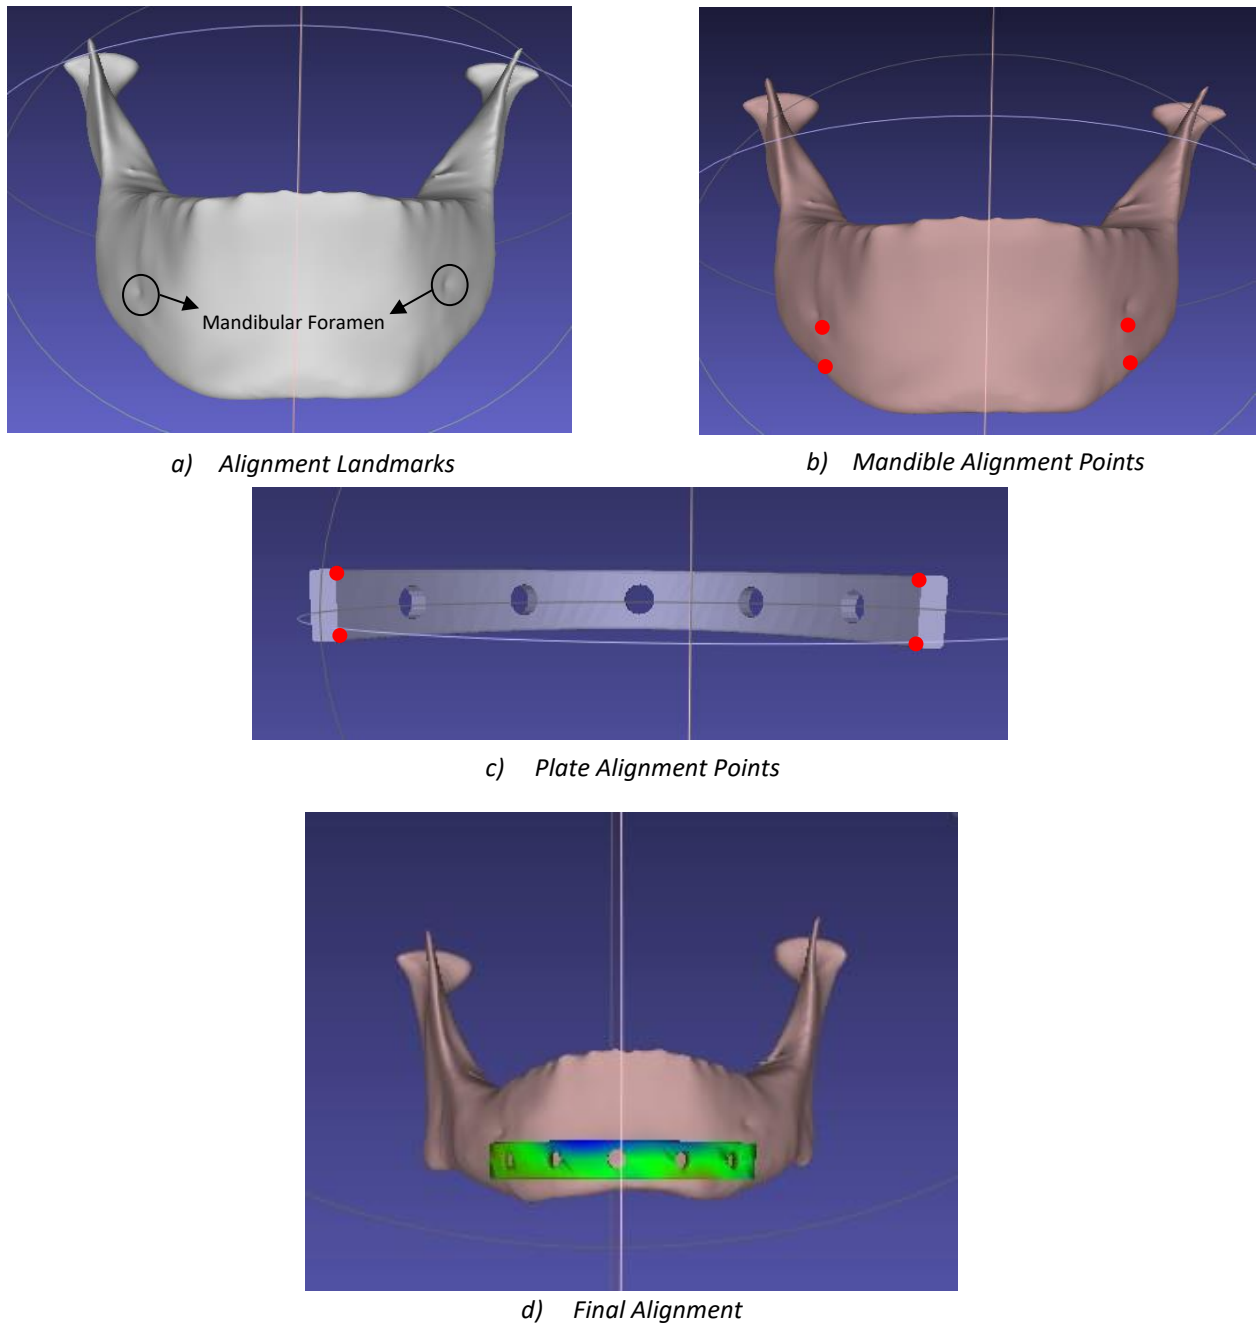 Mandibular Foramen
a) Alignment Landmarks
b) Mandible Alignment Points
c) Plate Alignment Points
d) Final Alignment